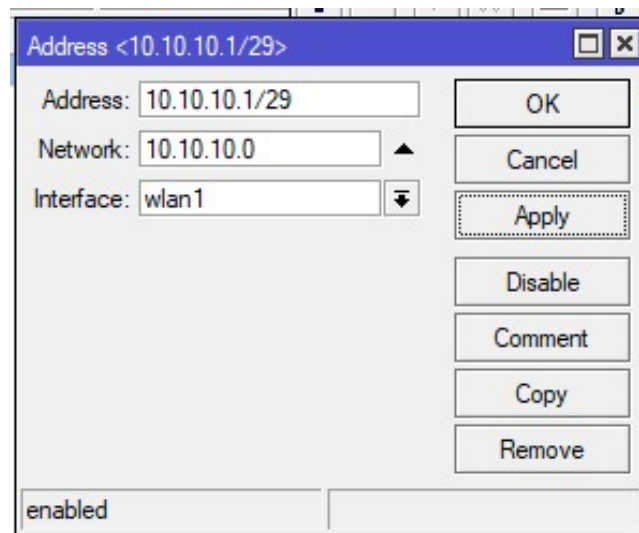 Address <10.10.10.1/29>
Address: 10.10.10.1/29
Network: 10.10.10.0
Interface: wlan1
OK
Cancel
Apply
Disable
Comment
Copy
Remove
enabled